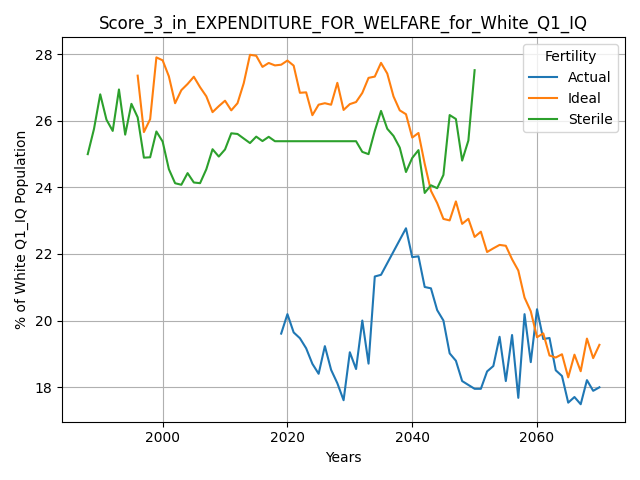 Score_3_in_EXPENDITURE_FOR_WELFARE_for_White_Q1_IQ
Fertility
Actual
Ideal
Sterile
% of White Q1_IQ Population
28
26
24
22
20
18
2000
2020
2040
2060
Years